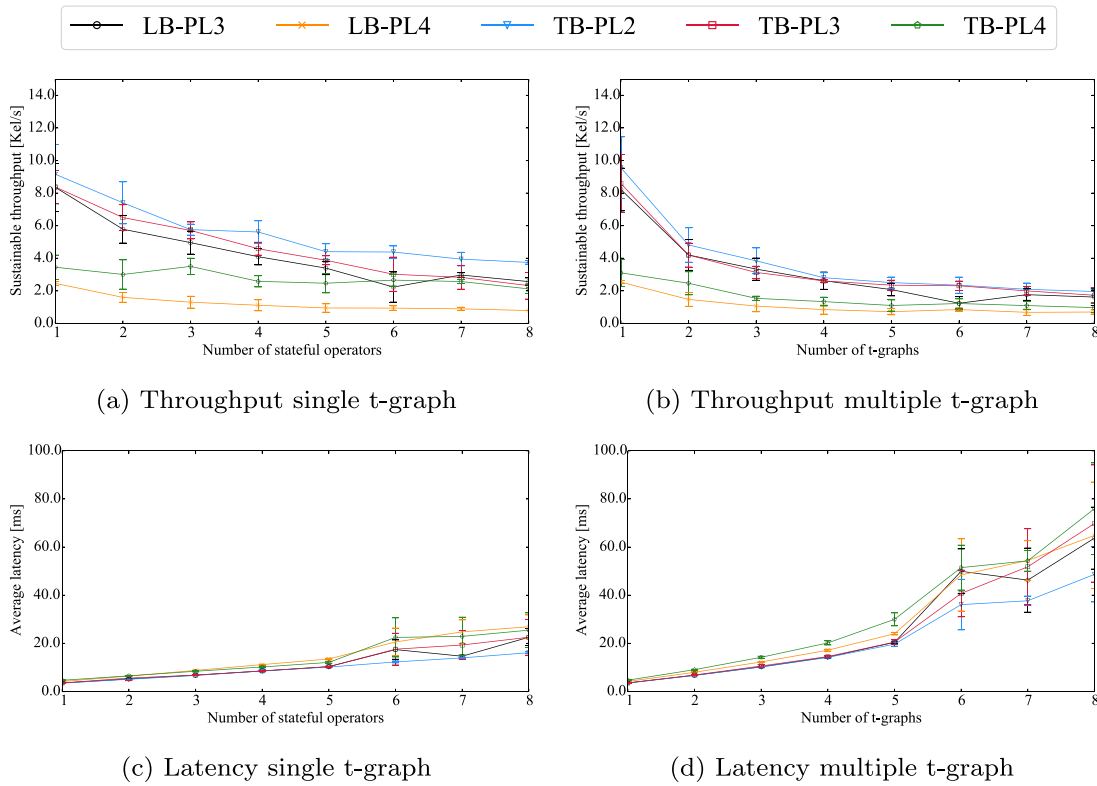 LB-PL3 LB-PL4 TB-PL2 TB-PL3 TB-PL4
Sustainable throughput [Kel/s]
14.0
12.0
10.0
8.0
6.0
4.0
2.0
0.0
1 2 3 4 5 6 7 8
Number of stateful operators
(a) Throughput single t-graph
Sustainable throughput [Kel/s]
14.0
12.0
10.0
8.0
6.0
4.0
2.0
0.0
1 2 3 4 5 6 7 8
Number of t-graphs
(b) Throughput multiple t-graph
Average latency [ms]
100.0
80.0
60.0
40.0
20.0
0.0
1 2 3 4 5 6 7 8
Number of stateful operators
(c) Latency single t-graph
Average latency [ms]
100.0
80.0
60.0
40.0
20.0
0.0
1 2 3 4 5 6 7 8
Number of t-graphs
(d) Latency multiple t-graph